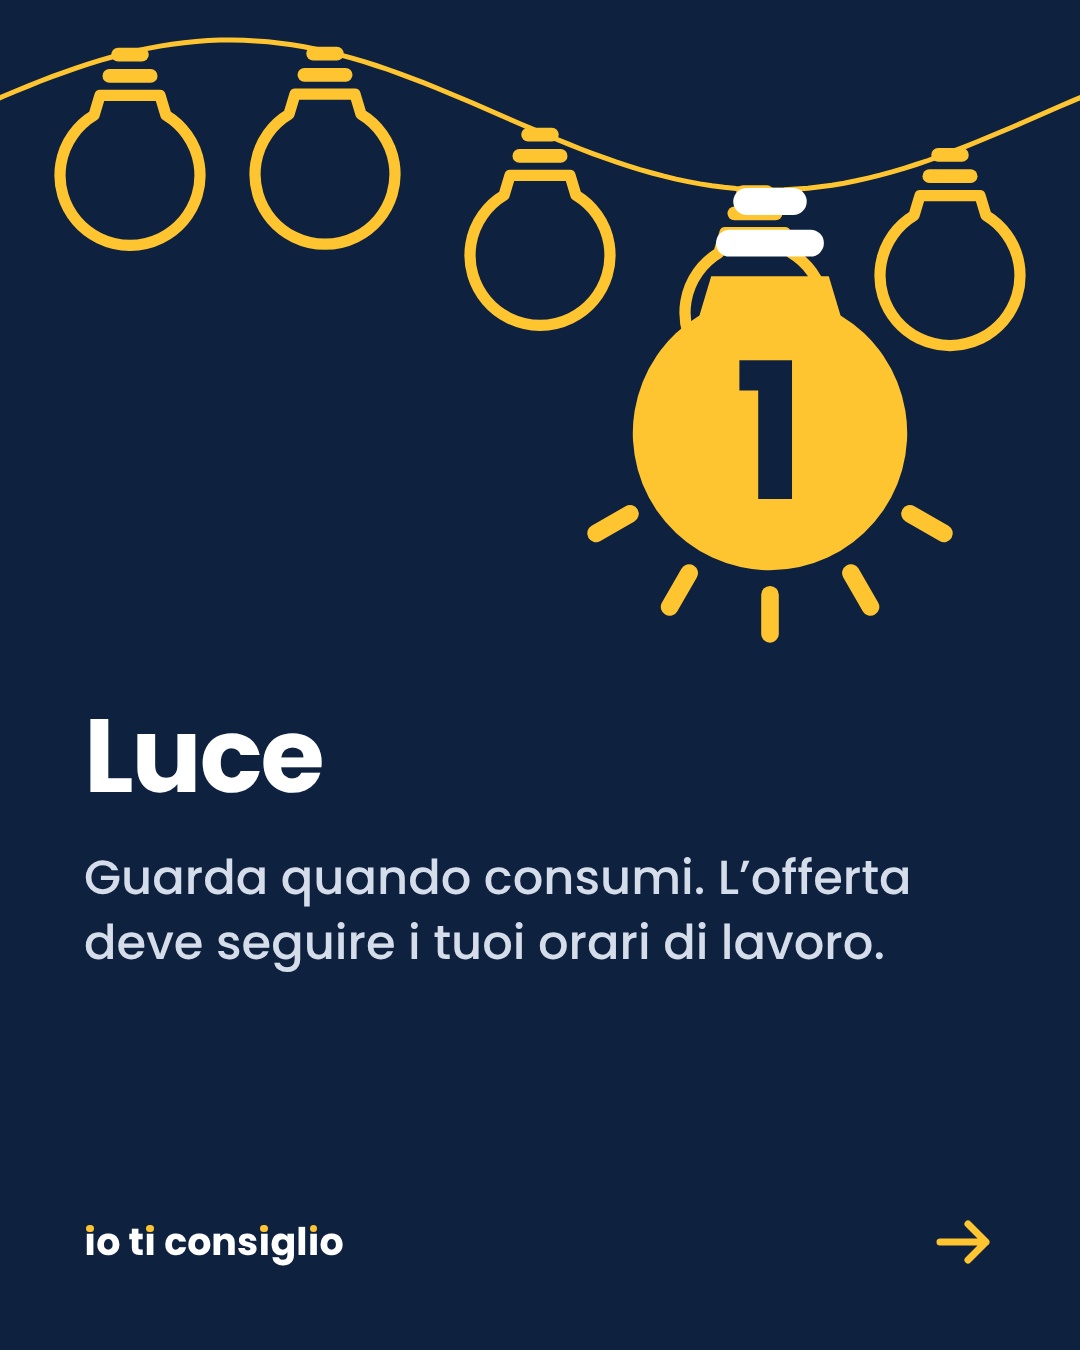 1
Luce
Guarda quando consumi. L’offerta
deve seguire i tuoi orari di lavoro.
io ti consiglio